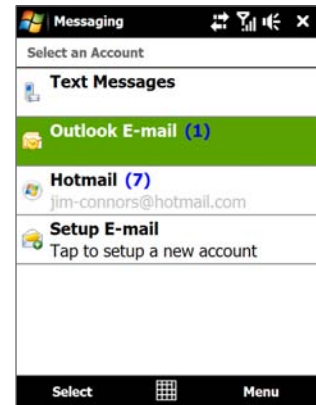 Messaging
Select an Account
Text Messages
Outlook E-mail (1)
Hotmail (7)
jim-connors@hotmail.com
Setup E-mail
Tap to setup a new account
Select Menu